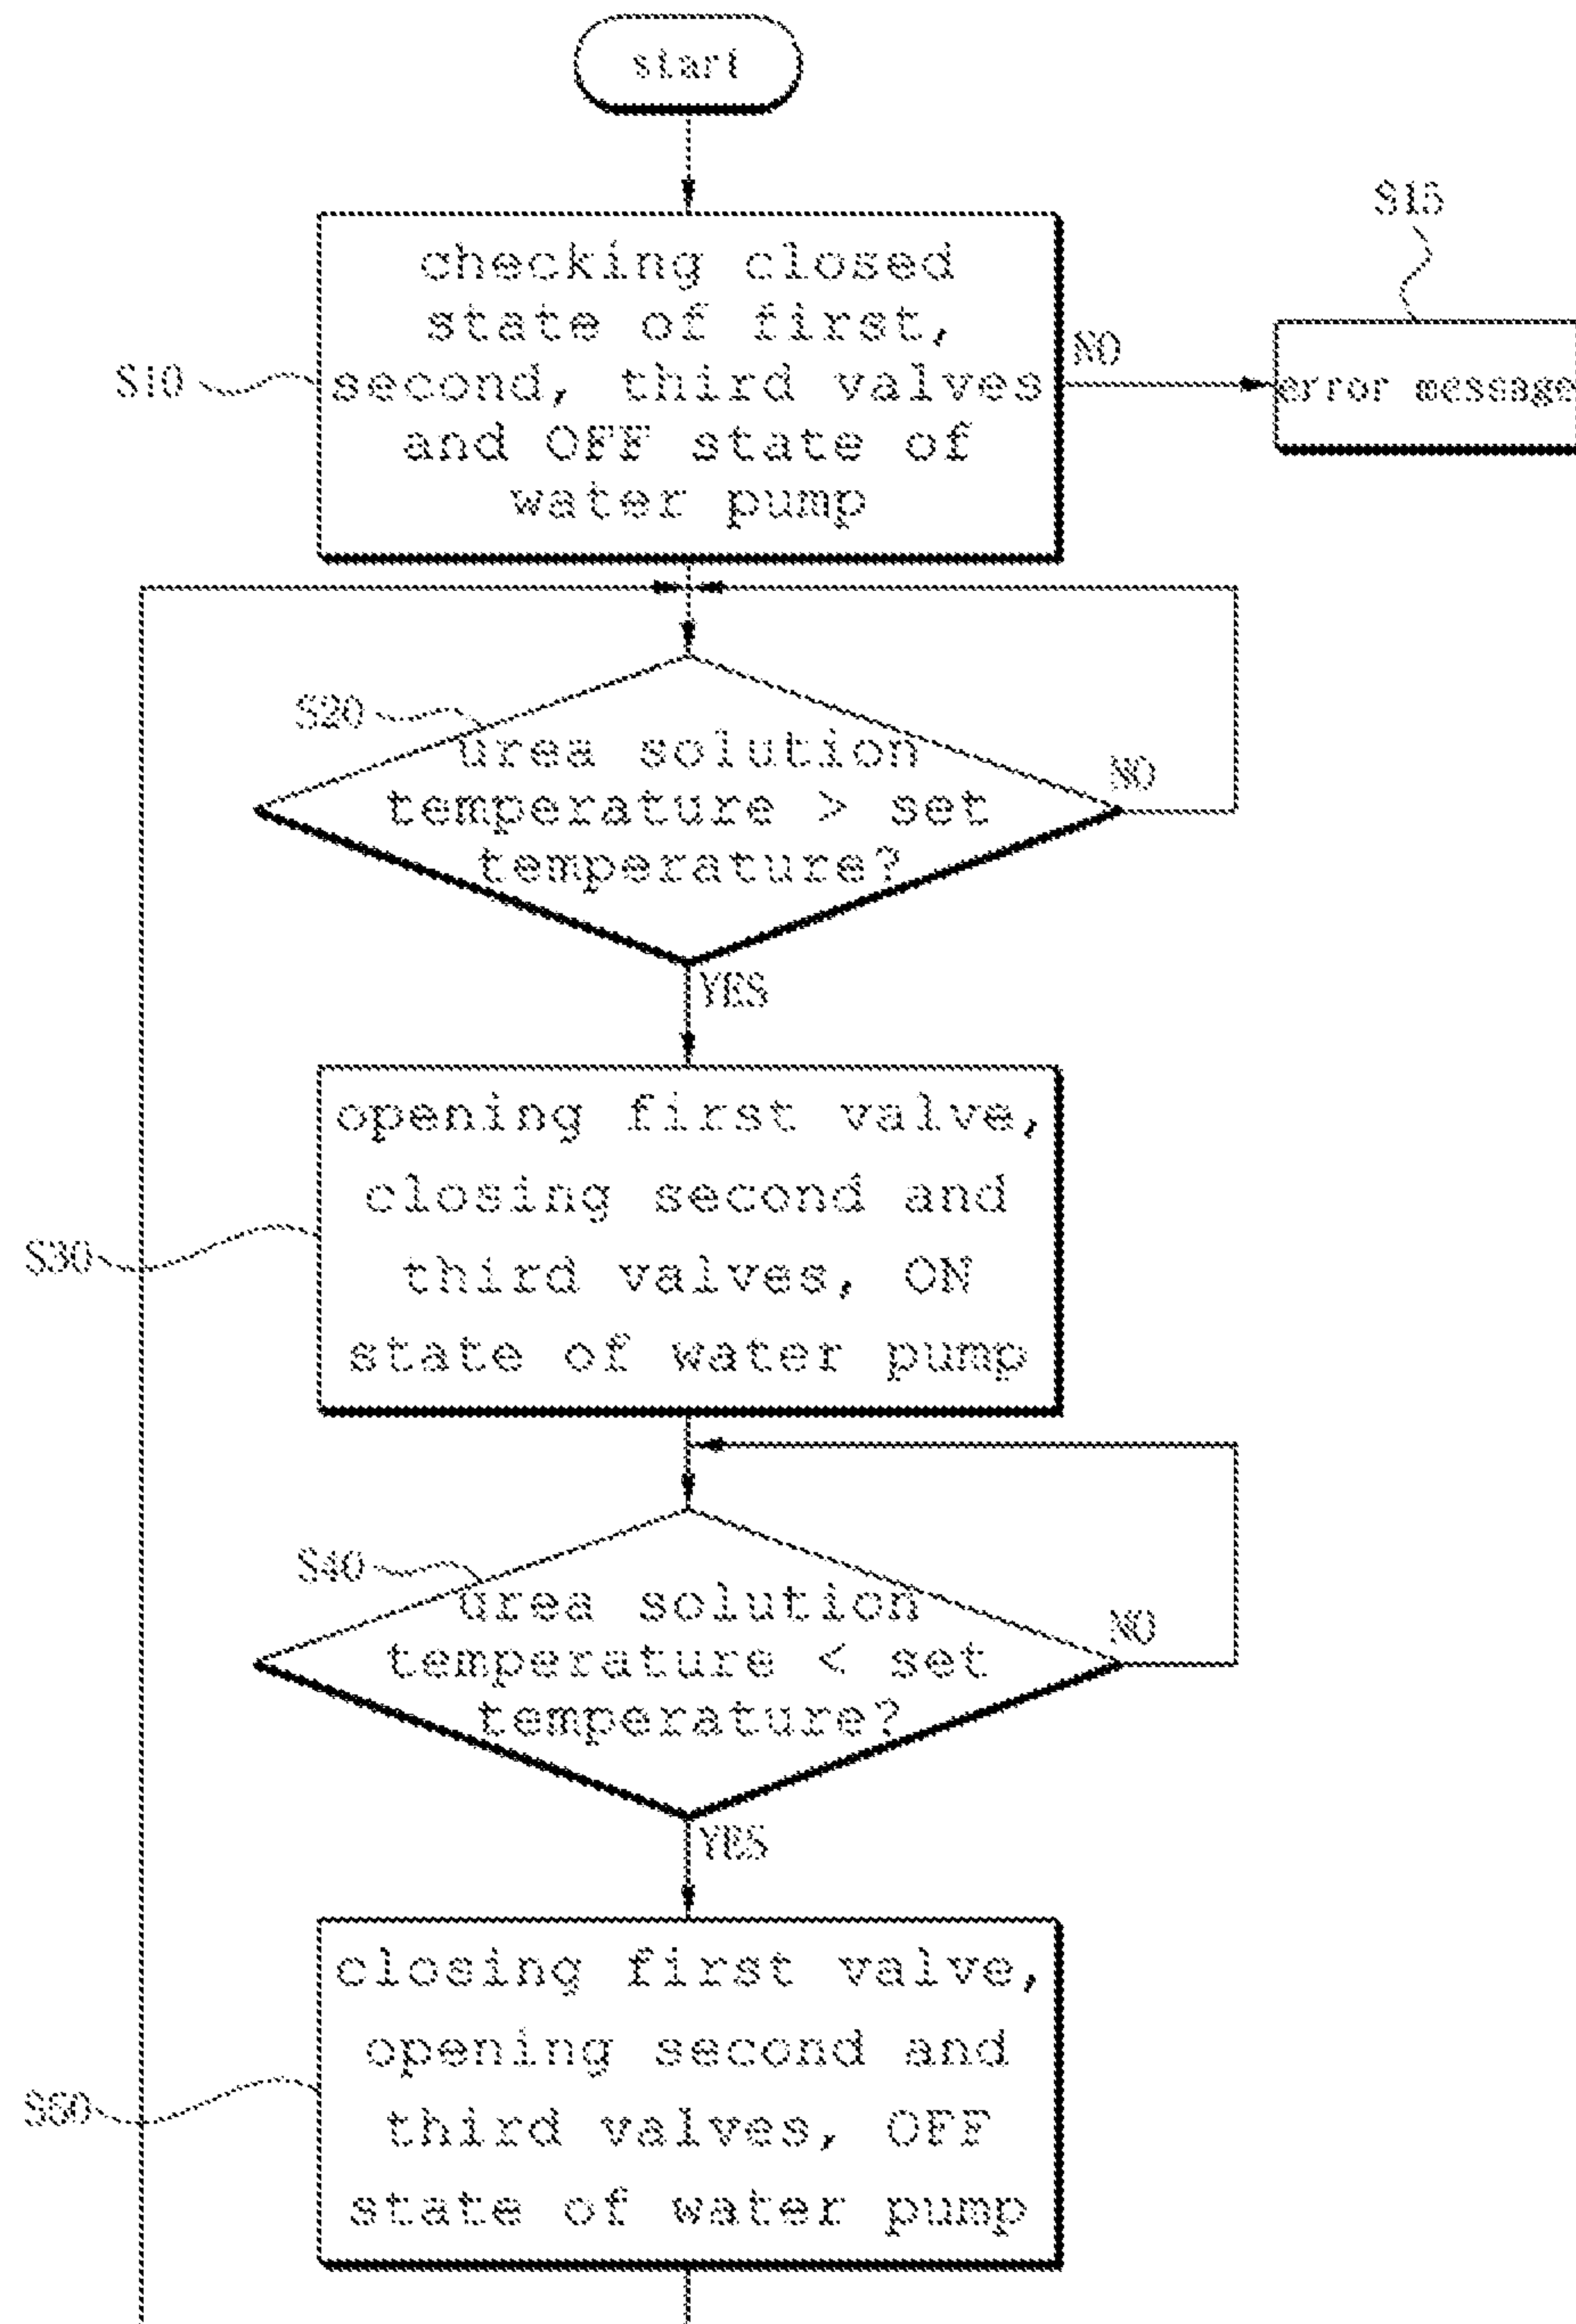 start
S15
checking closed
state of first,
second, third valves
and OFF state of
water pump
S10
NO
error message
S20
urea solution
temperature > set
temperature?
NO
YES
opening first valve,
closing second and
third valves, ON
state of water pump
S30
S40
urea solution
temperature < set
temperature?
NO
YES
closing first valve,
opening second and
third valves, OFF
state of water pump
S50